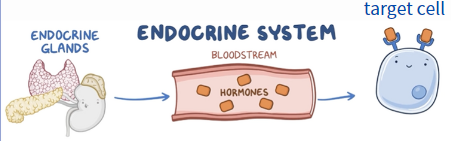 target cell
ENDOCRINE SYSTEM
ENDOCRINE
GLANDS
BLOODSTREAM
HORMONES